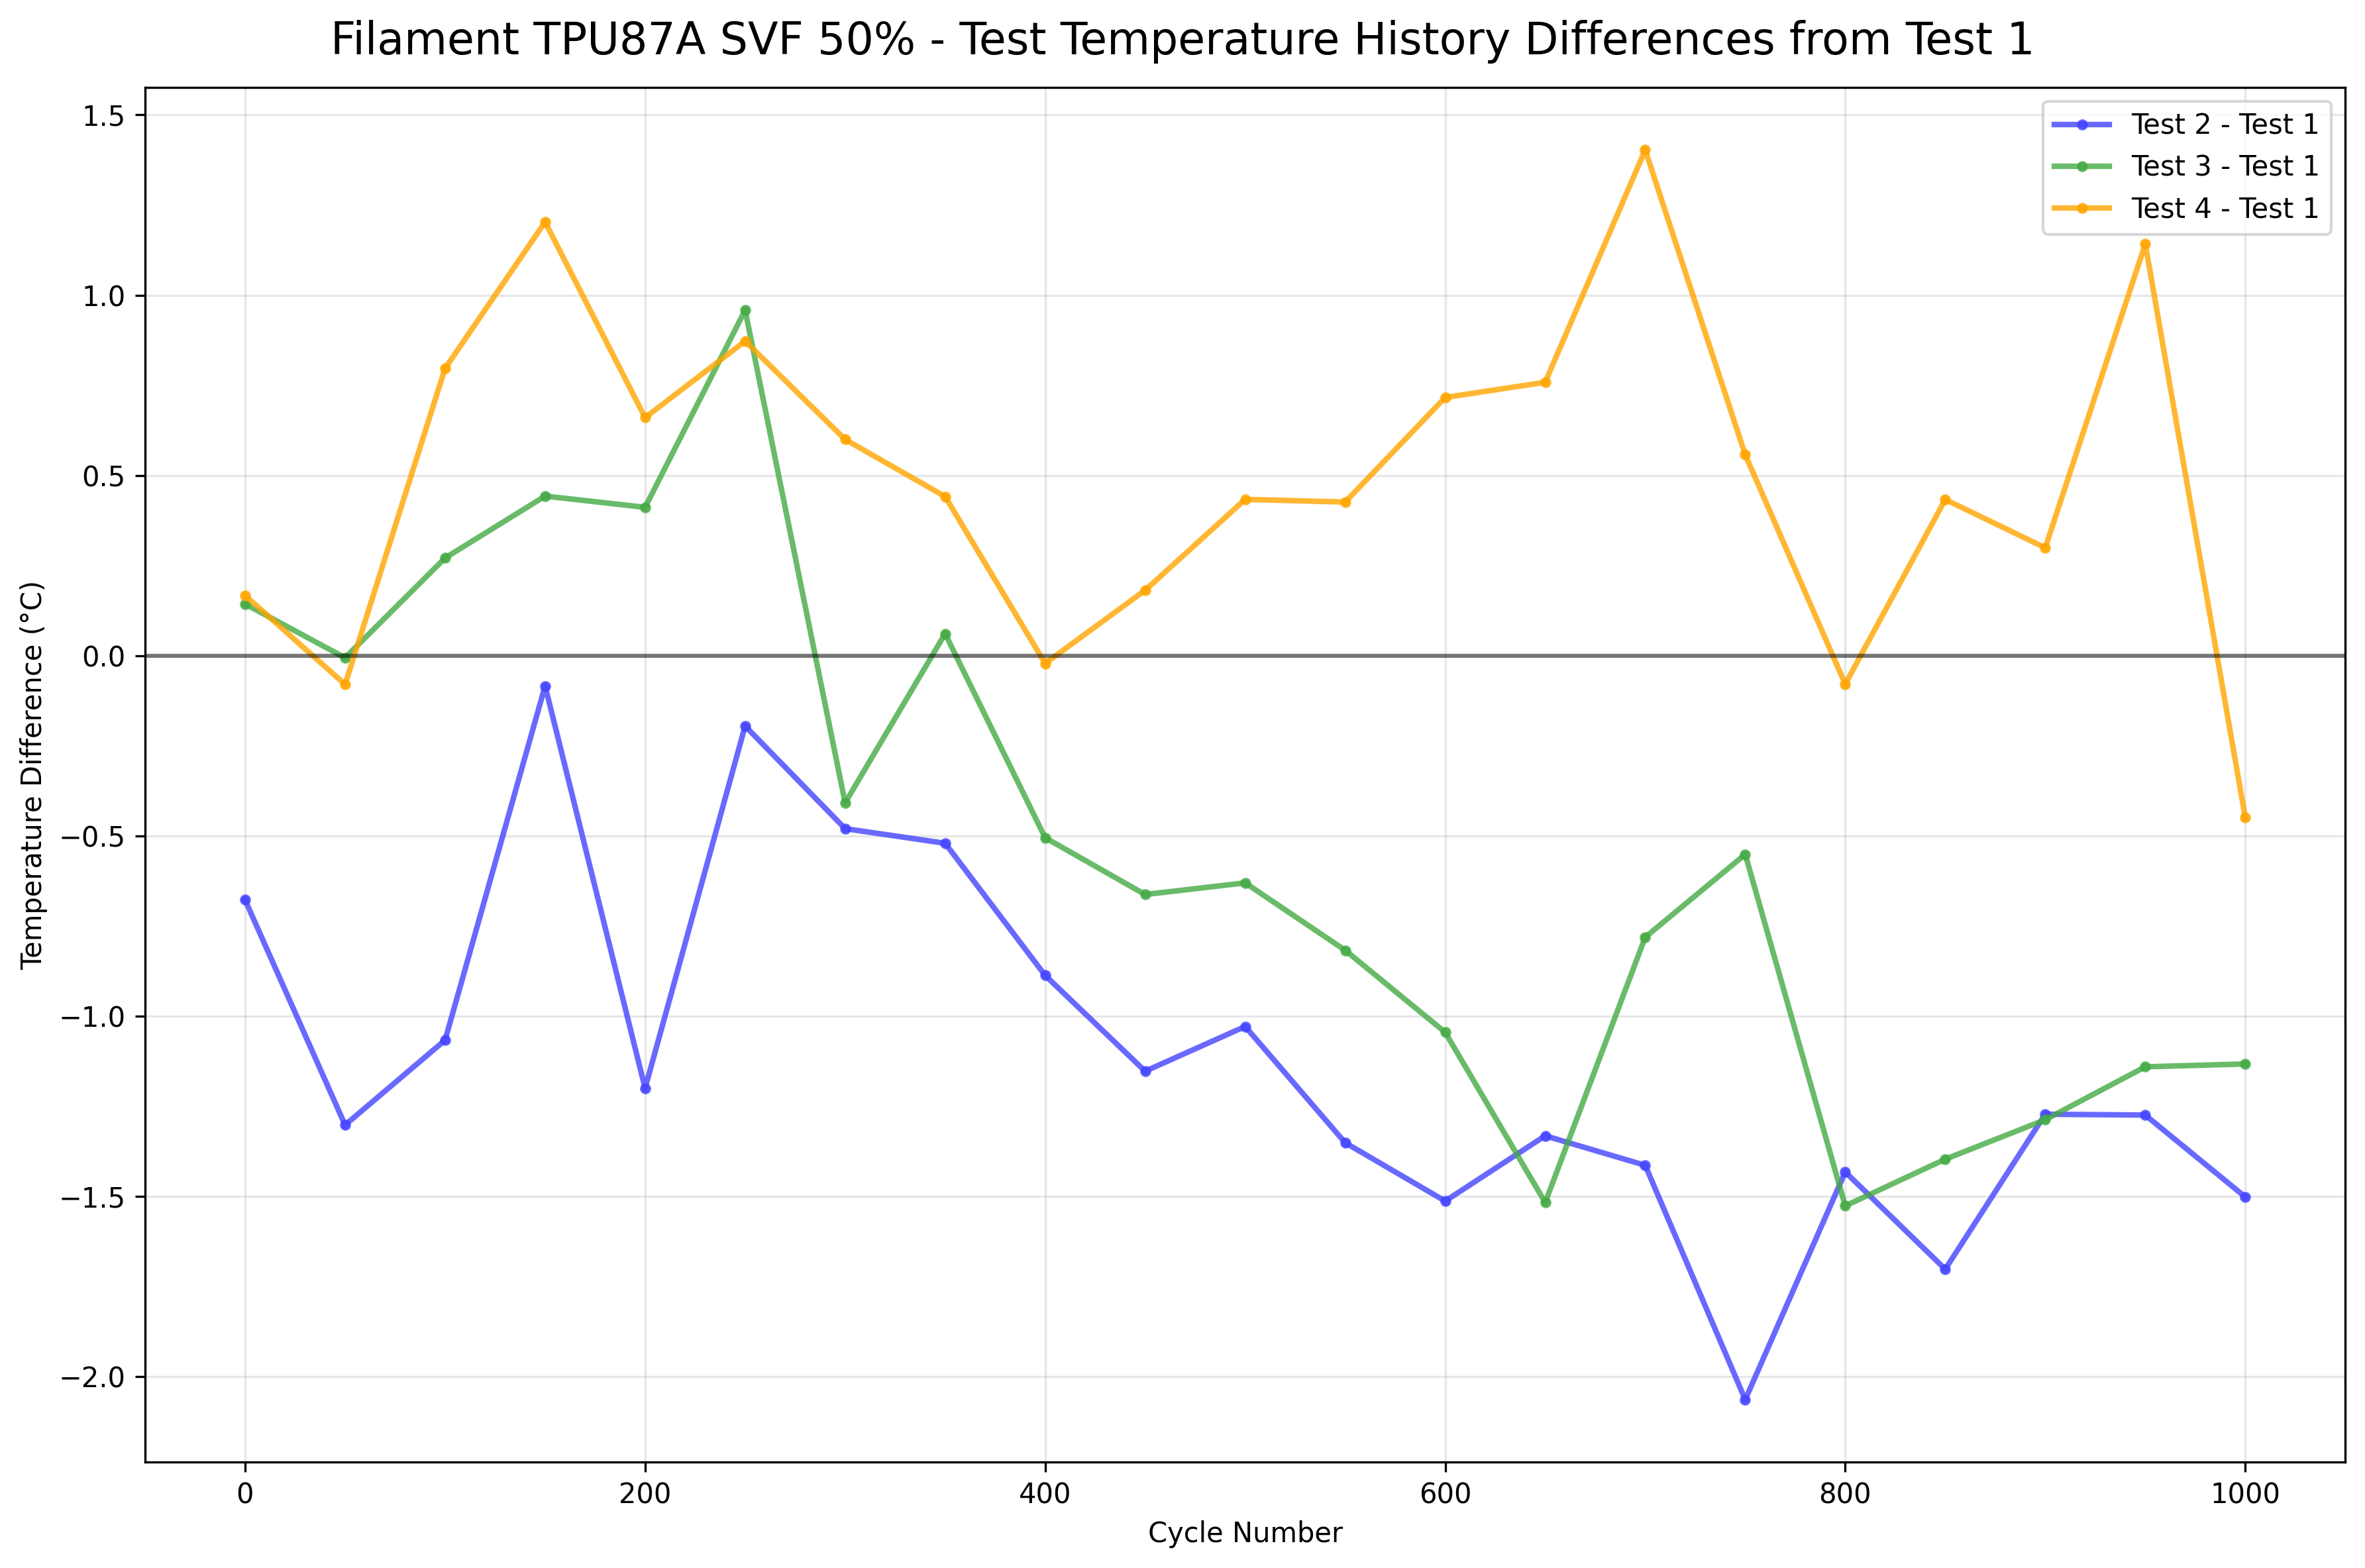 Filament TPU87A SVF 50% - Test Temperature History Differences from Test 1
Test 2 - Test 1
Test 3 - Test 1
Test 4 - Test 1
Temperature Difference (°C)
1.5
1.0
0.5
0.0
−0.5
−1.0
−1.5
−2.0
0
200
400
600
800
1000
Cycle Number